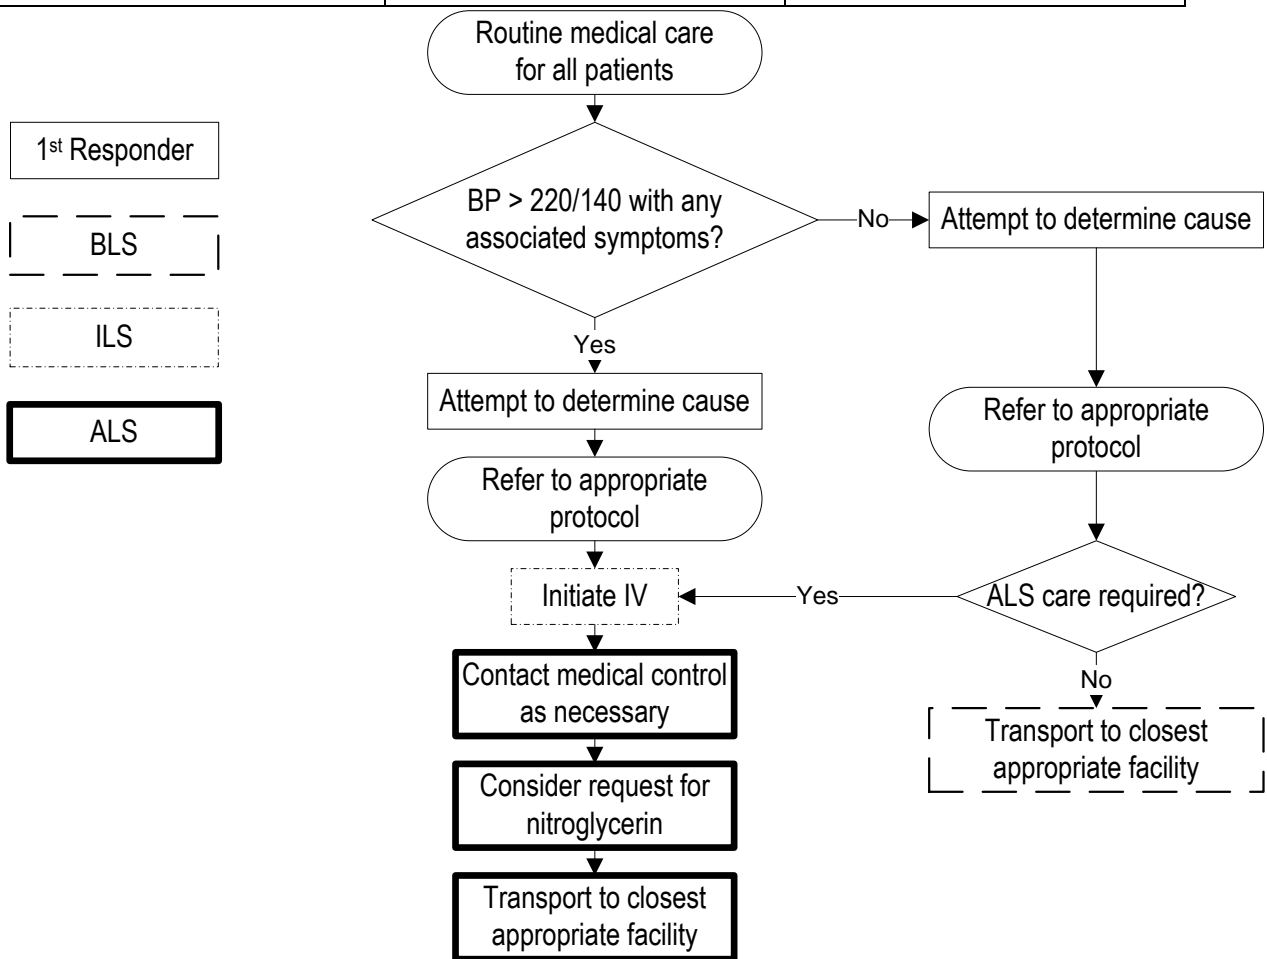 Routine medical care
for all patients
1st Responder
BLS
ILS
ALS
BP > 220/140 with any
associated symptoms?
No
Attempt to determine cause
Yes
Attempt to determine cause
Refer to appropriate
protocol
Refer to appropriate
protocol
Initiate IV
Yes
ALS care required?
Contact medical control
as necessary
No
Transport to closest
appropriate facility
Consider request for
nitroglycerin
Transport to closest
appropriate facility